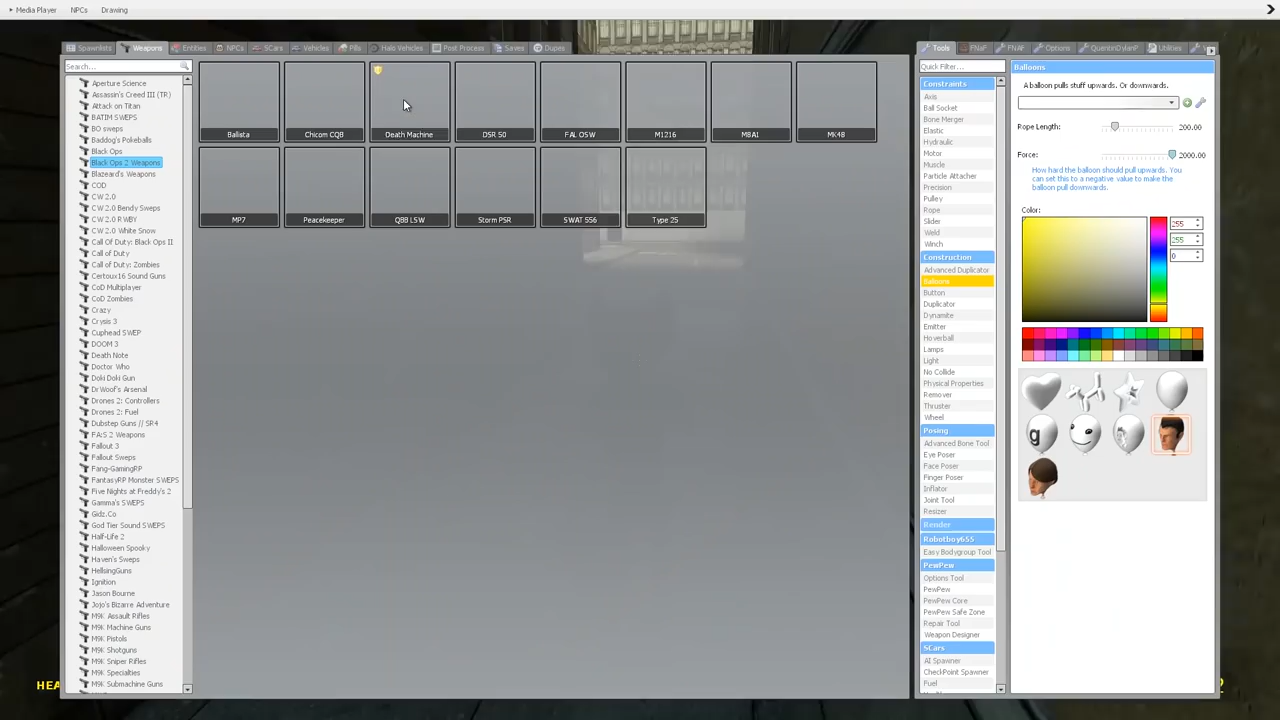 Media Player NPCs Drawing
Spawnlists Weapons Entities NPCs SCars Vehicles Pills Halo Vehicles Post Process Saves Dupes
Search...
Aperture Science
Assassin's Creed III (TR)
Attack on Titan
BATIM SWEPS
BO sweps
Baddog's Pokeballs
Black Ops
Black Ops 2 Weapons
Blazeard's Weapons
COD
CW 2.0
CW 2.0 Bendy Sweps
CW 2.0 RWBY
CW 2.0 White Snow
Call Of Duty: Black Ops II
Call of Duty
Call of Duty: Zombies
Certoux16 Sound Guns
CoD Multiplayer
CoD Zombies
Crazy
Crysis 3
Cuphead SWEP
DOOM 3
Death Note
Doctor Who
Doki Doki Gun
Dr.Woof's Arsenal
Drones 2: Controllers
Drones 2: Fuel
Dubstep Guns // SR4
FA:S 2 Weapons
Fallout 3
Fallout Sweps
Fang-GamingRP
FantasyRP Monster SWEPS
Five Nights at Freddy's 2
Gamma's SWEPS
Gidz.Co
God Tier Sound SWEPS
Half-Life 2
Halloween Spooky
Haven's Sweps
HellsingGuns
Ignition
Jason Bourne
Jojo's Bizarre Adventure
M9K Assault Rifles
M9K Machine Guns
M9K Pistols
M9K Shotguns
M9K Sniper Rifles
M9K Specialties
M9K Submachine Guns
Ballista Chicom CQB Death Machine DSR 50 FAL OSW M1216 M8A1 MK48
MP7 Peacekeeper QBB LSW Storm PSR SWAT 556 Type 25
HEA
Tools FNaF FNAF Options QuentinDylanP Utilities
Quick Filter...
Constraints
Axis
Ball Socket
Bone Merger
Elastic
Hydraulic
Motor
Muscle
Particle Attacher
Precision
Pulley
Rope
Slider
Weld
Winch
Construction
Advanced Duplicator
Balloons
Button
Duplicator
Dynamite
Emitter
Hoverball
Lamps
Light
No Collide
Physical Properties
Remover
Thruster
Wheel
Posing
Advanced Bone Tool
Eye Poser
Face Poser
Finger Poser
Inflator
Joint Tool
Resizer
Render
Robotboy655
Easy Bodygroup Tool
PewPew
Options Tool
PewPew
PewPew Core
PewPew Safe Zone
Repair Tool
Weapon Designer
SCars
AI Spawner
CheckPoint Spawner
Fuel
Balloons
A balloon pulls stuff upwards. Or downwards.
Rope Length: 200.00
Force: 2000.00
How hard the balloon should pull upwards. You
can set this to a negative value to make the
balloon pull downwards.
Color:
255
255
0
g